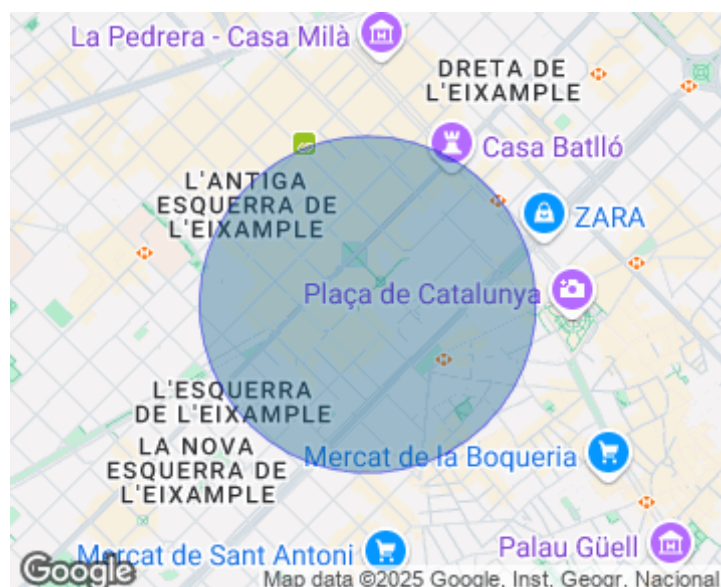 La Pedrera - Casa Milà
DRETA DE
L'EIXAMPLE
Casa Batlló
L'ANTIGA
ESQUERRA DE
L'EIXAMPLE
ZARA
Plaça de Catalunya
L'ESQUERRA
DE L'EIXAMPLE
LA NOVA
ESQUERRA DE
L'EIXAMPLE
Mercat de la Boqueria
Mercat de Sant Antoni
Palau Güell
Google
Map data ©2025 Google, Inst. Geogr. Nacional